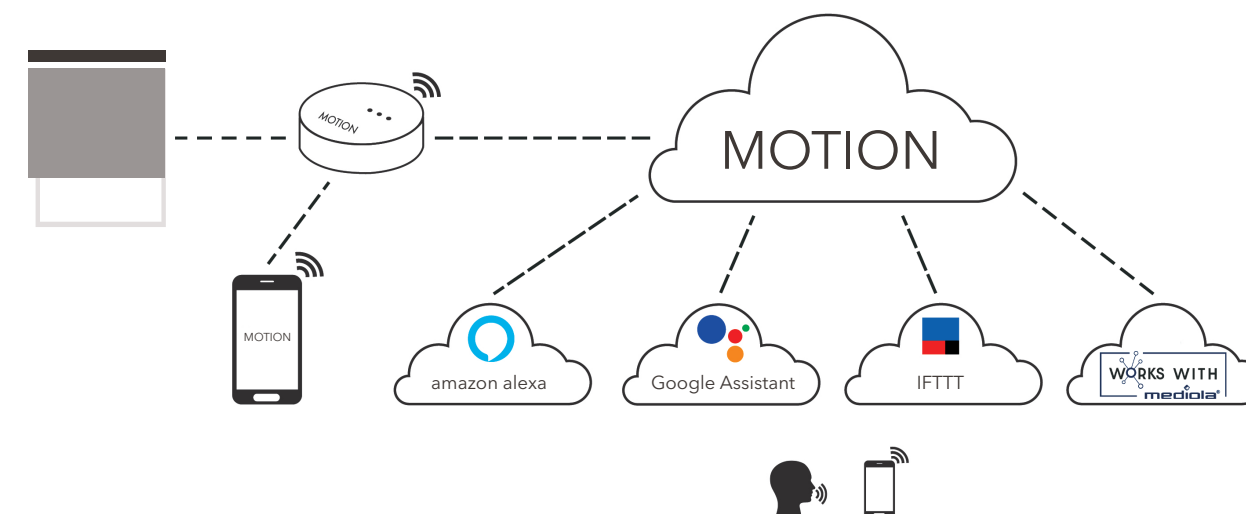 MOTION
MOTION
MOTION
amazon alexa
Google Assistant
IFTTT
WORKS WITH
mediola®